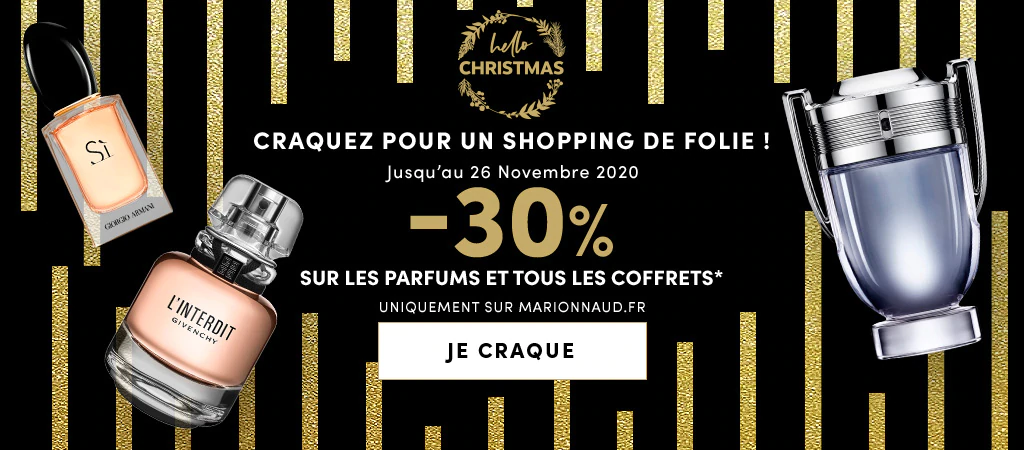 hello
CHRISTMAS
CRAQUEZ POUR UN SHOPPING DE FOLIE !
Jusqu'au 26 Novembre 2020
-30%
SUR LES PARFUMS ET TOUS LES COFFRETS*
UNIQUEMENT SUR MARIONNAUD.FR
JE CRAQUE
Sì
GIORGIO ARMANI
L'INTERDIT
GIVENCHY